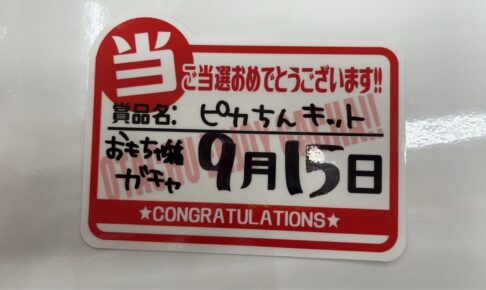 当
ご当選おめでとうございます!!
賞品名: ピカちんキット
おもちゃ箱
ガチャ
9月15日
★CONGRATULATIONS★